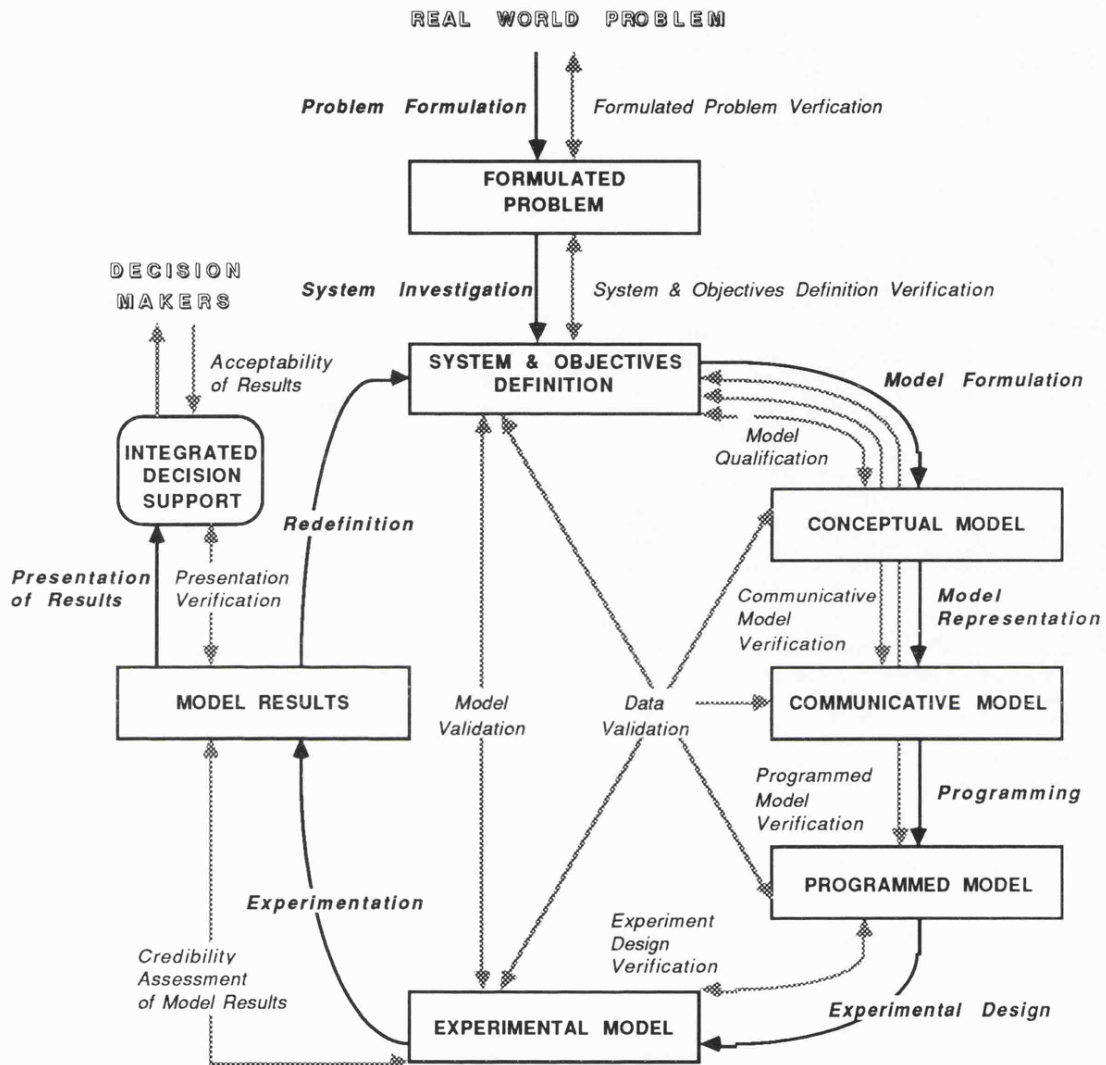 REAL WORLD PROBLEM
Problem Formulation
Formulated Problem Verfication
FORMULATED
PROBLEM
DECISION
MAKERS
System Investigation
System & Objectives Definition Verification
Acceptability
of Results
SYSTEM & OBJECTIVES
DEFINITION
Model Formulation
INTEGRATED
DECISION
SUPPORT
Model
Qualification
Redefinition
CONCEPTUAL MODEL
Presentation
of Results
Presentation
Verification
Communicative
Model
Verification
Model
Representation
MODEL RESULTS
Model
Validation
Data
Validation
COMMUNICATIVE MODEL
Programmed
Model
Verification
Programming
PROGRAMMED MODEL
Experimentation
Experiment
Design
Verification
Credibility
Assessment
of Model Results
EXPERIMENTAL MODEL
Experimental Design